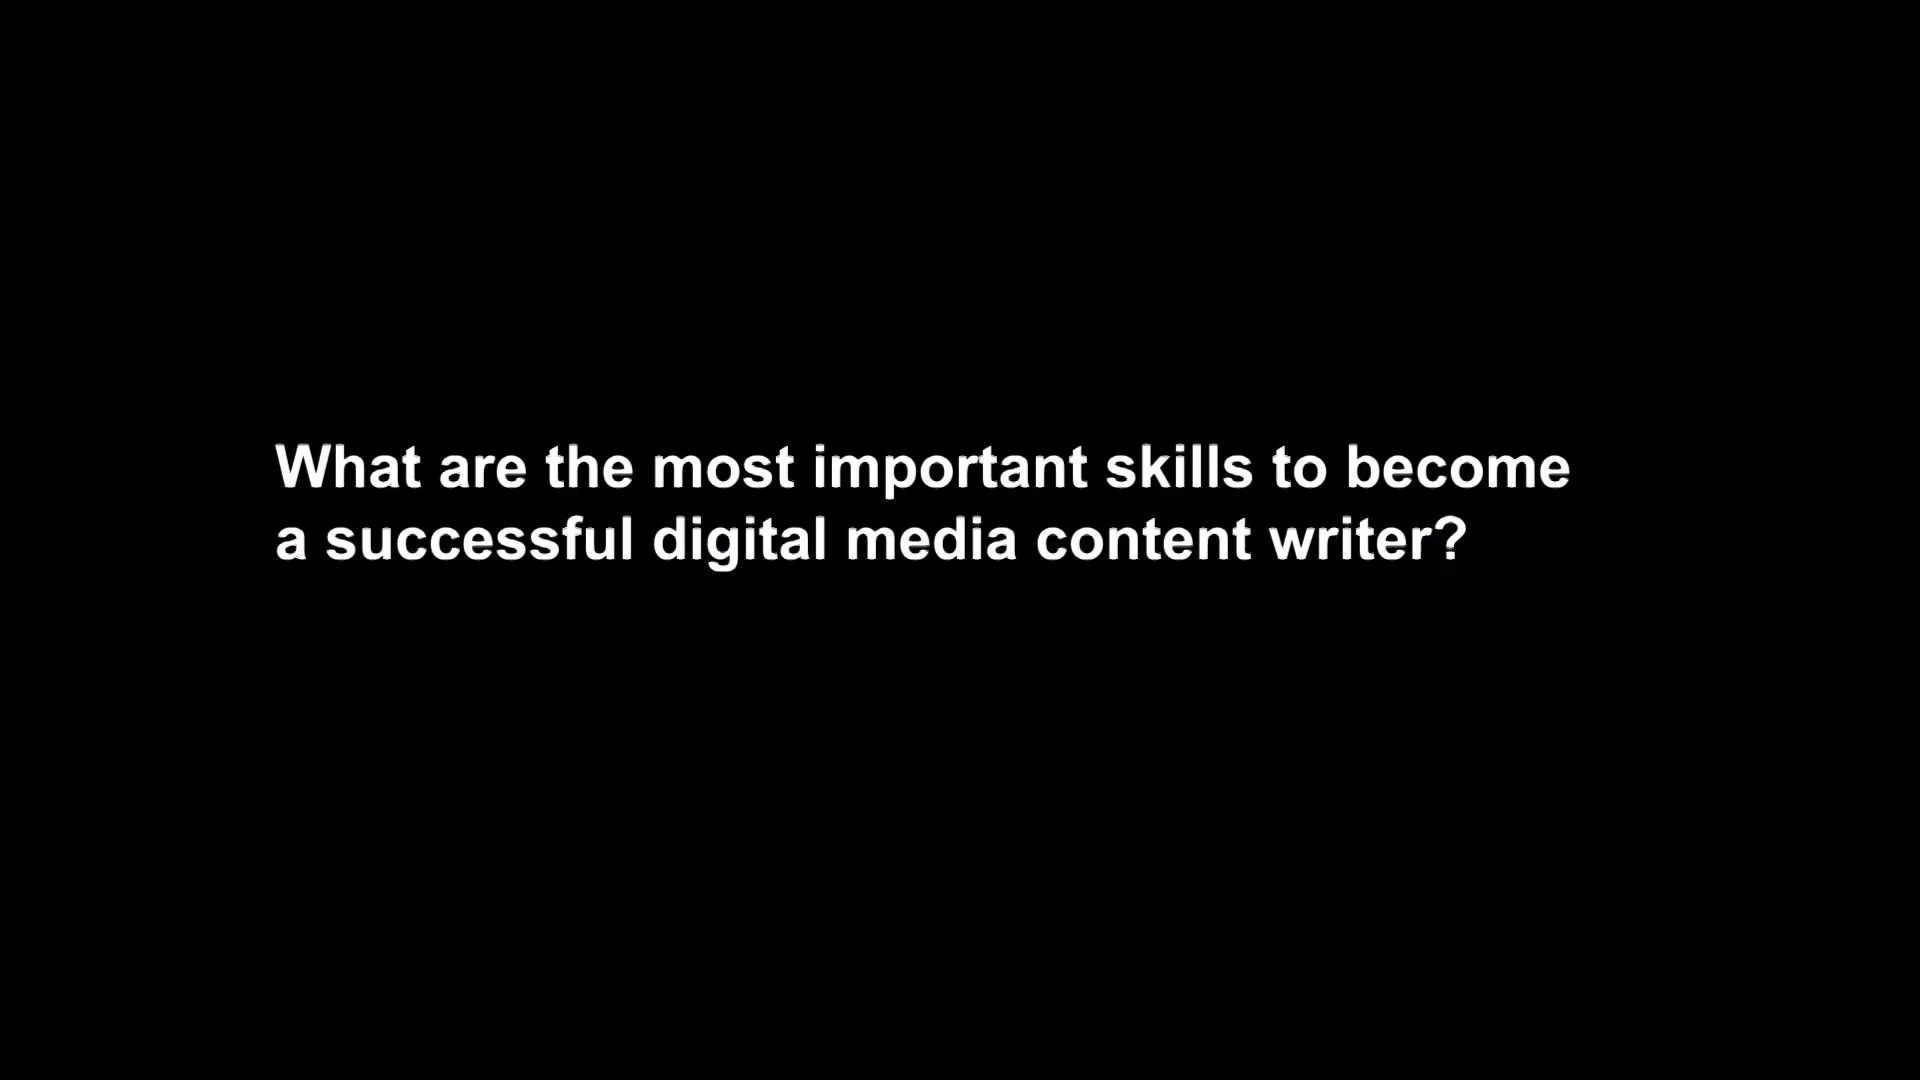 What are the most important skills to become
a successful digital media content writer?